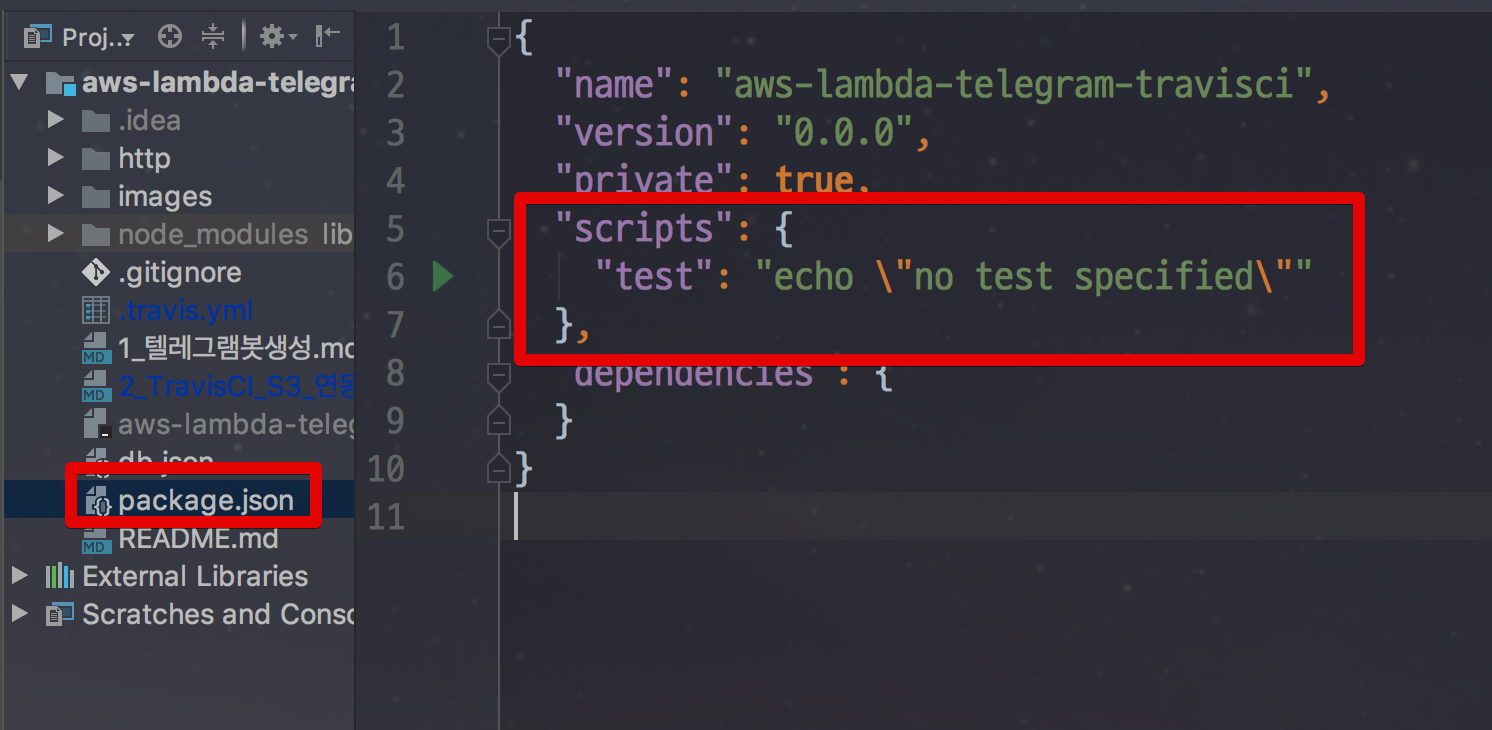 Proj...
aws-lambda-telegra
.idea
http
images
node_modules lib
.gitignore
.travis.yml
1_텔레그램봇생성.md
2_TravisCI_S3_연동
aws-lambda-teleg
db.json
package.json
README.md
External Libraries
Scratches and Conso
1 {
2 "name": "aws-lambda-telegram-travisci",
3 "version": "0.0.0",
4 "private": true,
5 "scripts": {
6 "test": "echo \"no test specified\""
7 },
8 "dependencies": {
9 }
10 }
11